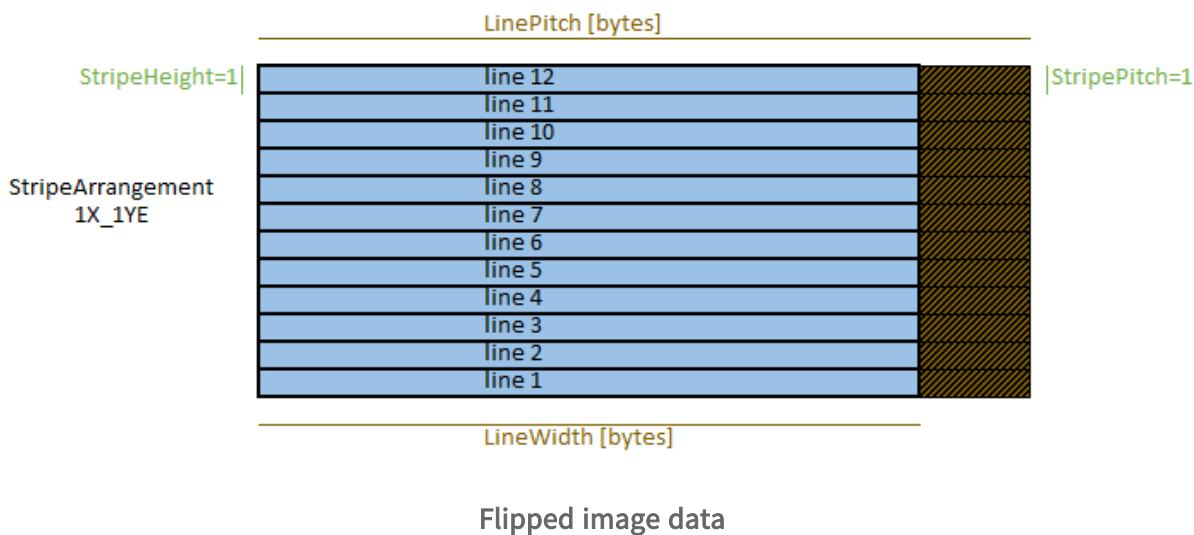 LinePitch [bytes]
StripeHeight=1
line 12
StripePitch=1
line 11
line 10
line 9
StripeArrangement
1X_1YE
line 8
line 7
line 6
line 5
line 4
line 3
line 2
line 1
LineWidth [bytes]
Flipped image data